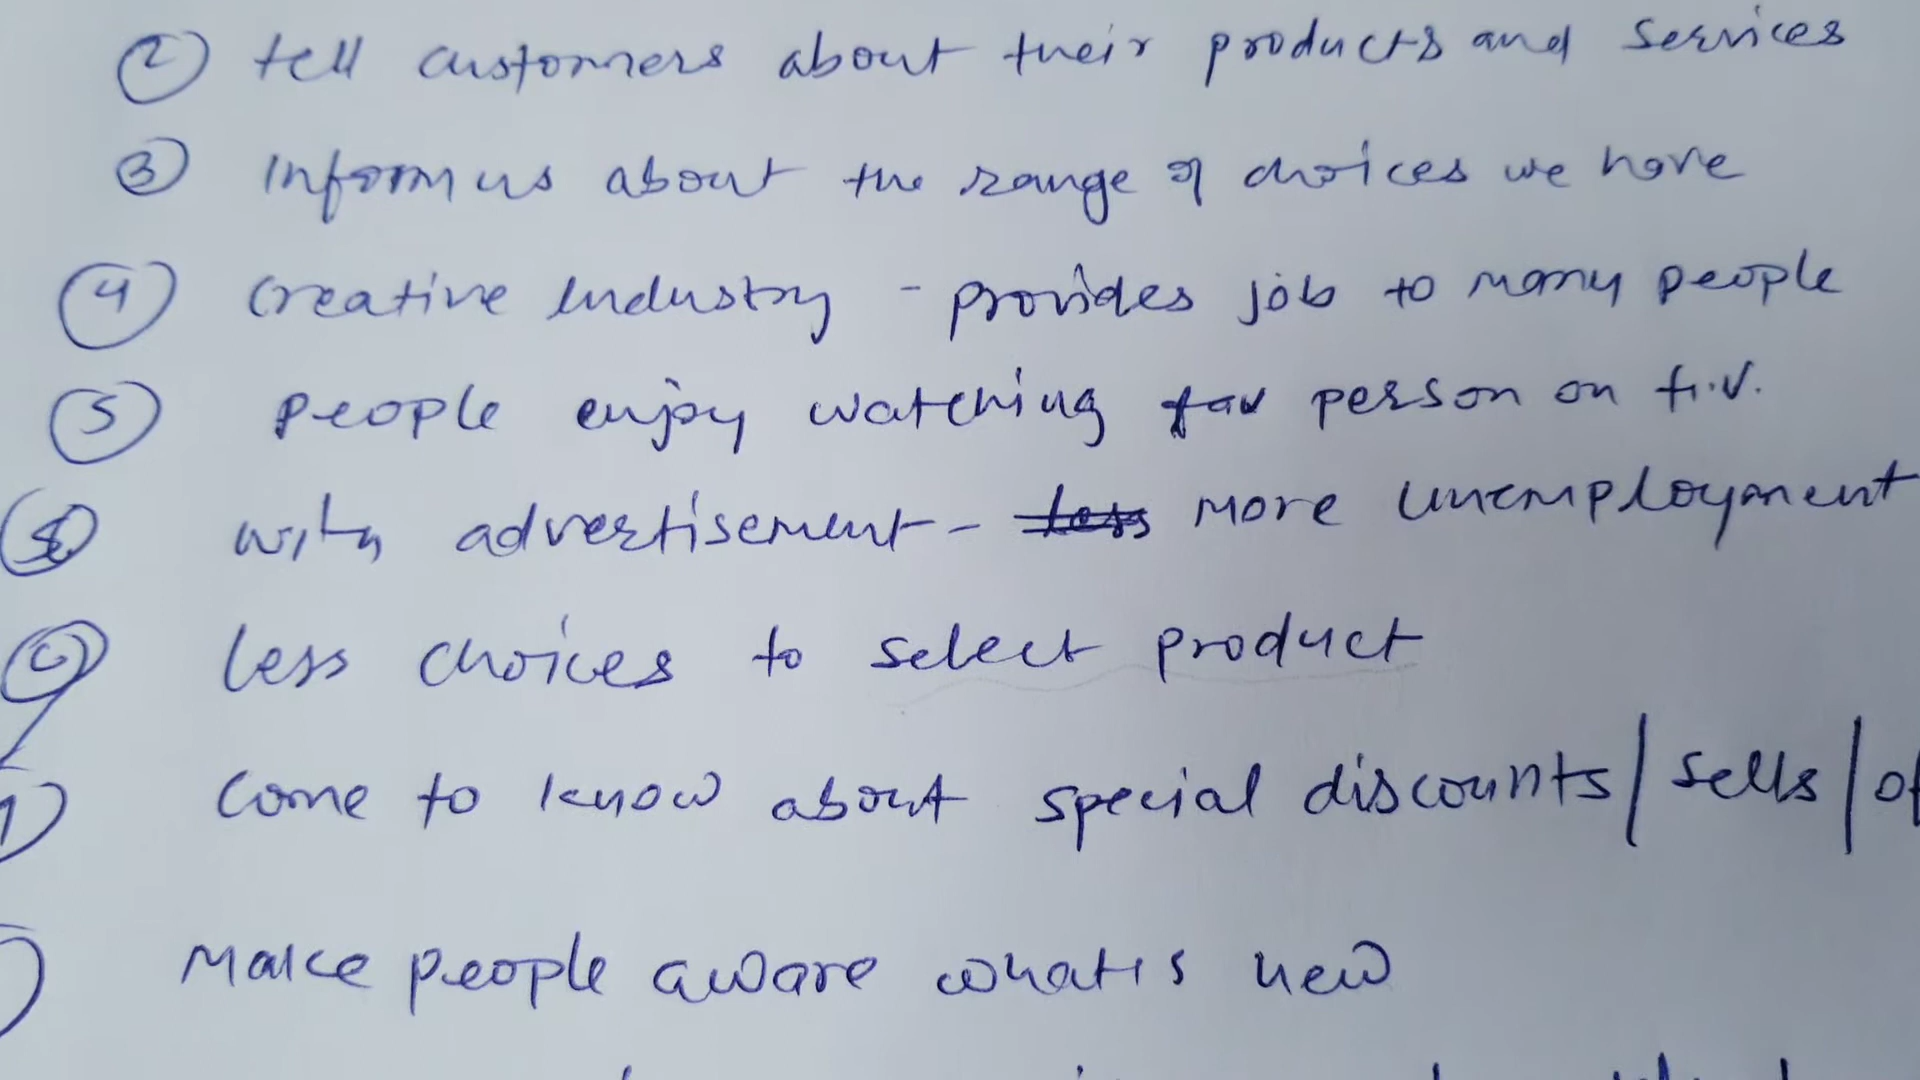 2 tell customers about their products and services
3 Inform us about the range of choices we have
4 Creative Industry - provides job to many people
5 people enjoy watching fav person on t.v.
with advertisement - less more unemployment
less choices to select product
come to know about special discounts / sells / of
Make people aware what is new